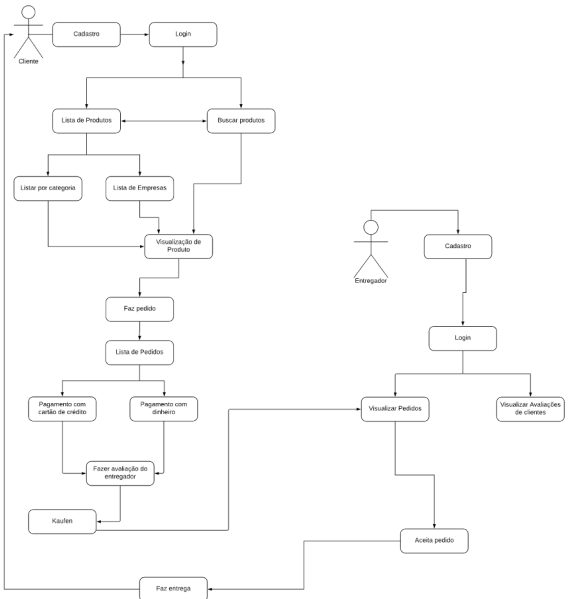 Cadastro
Login
Cliente
Lista de Produtos
Buscar produtos
Listar por categoria
Lista de Empresas
Visualização de
Produto
Cadastro
Entregador
Faz pedido
Login
Lista de Pedidos
Pagamento com
cartão de crédito
Pagamento com
dinheiro
Visualizar Pedidos
Visualizar Avaliações
de clientes
Fazer avaliação do
entregador
Kaufen
Aceita pedido
Faz entrega